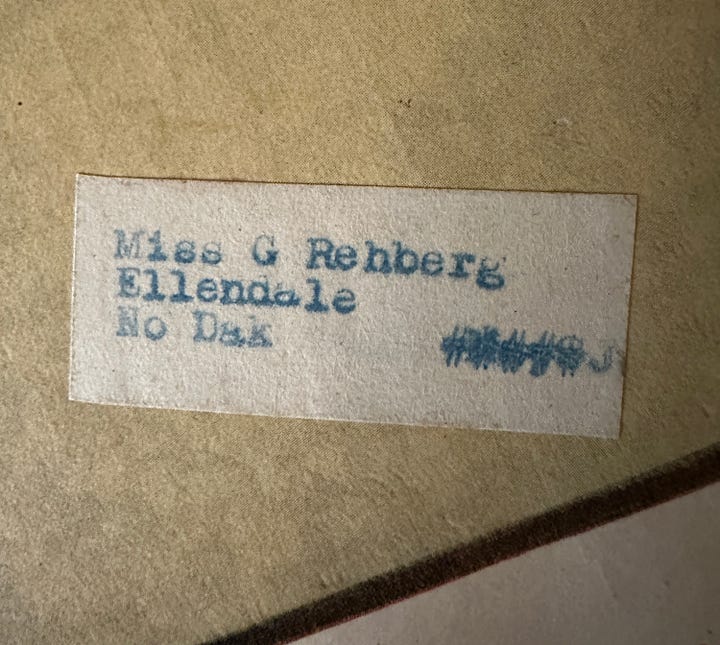 Miss G Rehberg
Ellendale
No Dak